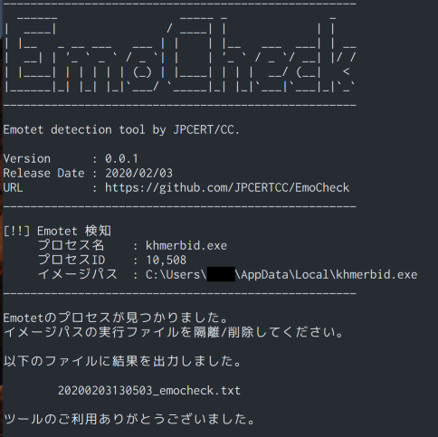 EmoCheck
Emotet detection tool by JPCERT/CC.
Version : 0.0.1
Release Date : 2020/02/03
URL : https://github.com/JPCERTCC/EmoCheck
[!!] Emotet 検知
プロセス名 : khmerbid.exe
プロセスID : 10,508
イメージパス : C:\Users\ \AppData\Local\khmerbid.exe
Emotetのプロセスが見つかりました。
イメージパスの実行ファイルを隔離/削除してください。
以下のファイルに結果を出力しました。
20200203130503_emocheck.txt
ツールのご利用ありがとうございました。